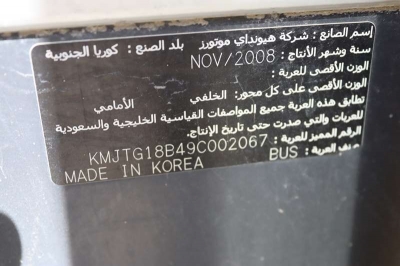 إسم الصانع : شركة هيونداي موتورز بلد الصنع : كوريا الجنوبية
سنة وشهر الأنتاج : NOV/2008
الوزن الأقصى للعربة :
الوزن الأقصى على كل محور: الخلفي الأمامي
تطابق هذه العربة جميع المواصفات القياسية الخليجية والسعودية
للعربات والتي صدرت حتى تاريخ الإنتاج.
الرقم المميز للعربة : KMJTG18B49C002067
العربة : BUS
MADE IN KOREA